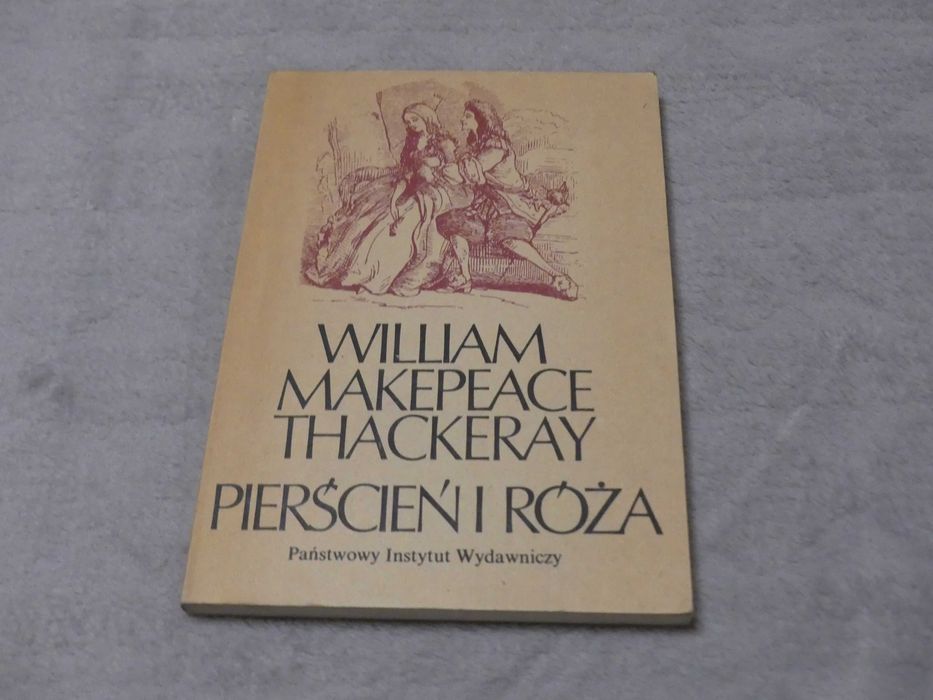 WILLIAM
MAKEPEACE
THACKERAY
PIERŚCIEŃ I RÓŻA
Państwowy Instytut Wydawniczy